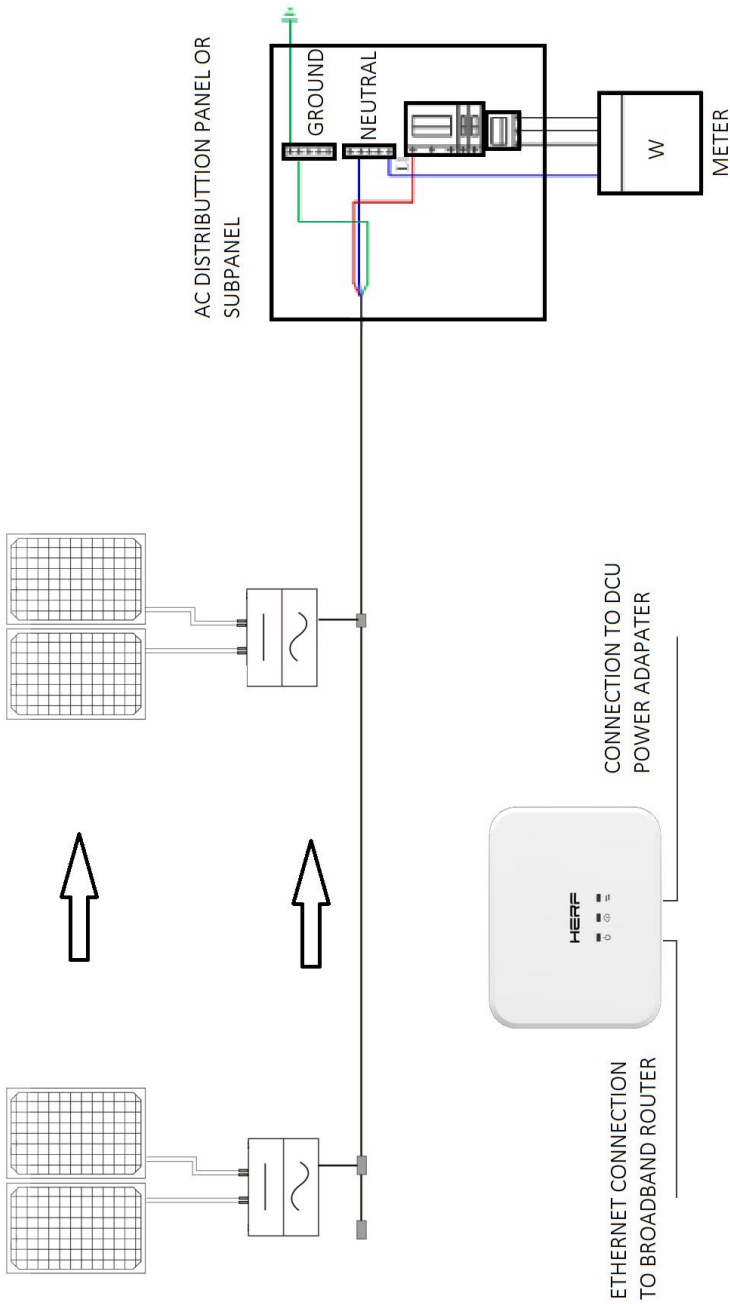 AC DISTRIBUTTION PANEL OR
SUBPANEL
GROUND
NEUTRAL
W
METER
HERF
CONNECTION TO DCU
POWER ADAPATER
ETHERNET CONNECTION
TO BROADBAND ROUTER